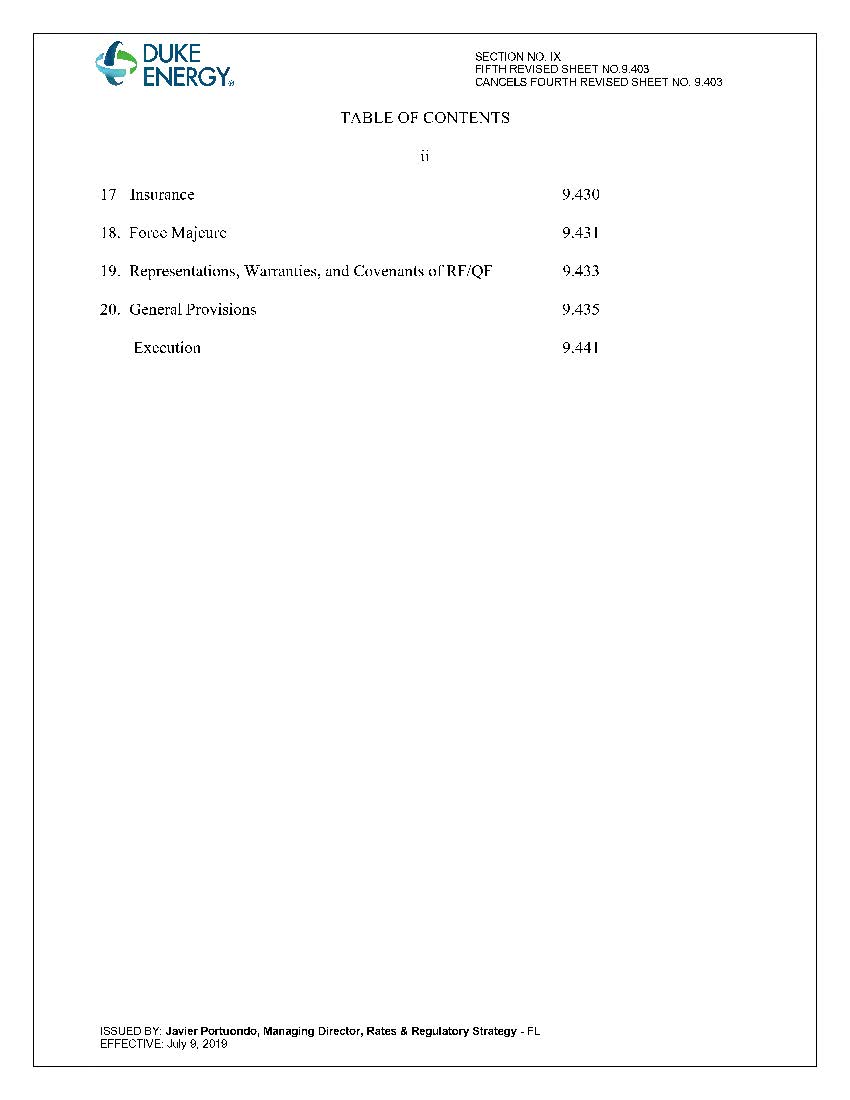 DUKE
ENERGY®
SECTION NO. IX
FIFTH REVISED SHEET NO.9.403
CANCELS FOURTH REVISED SHEET NO. 9.403
TABLE OF CONTENTS
ii
17 Insurance 9.430
18. Force Majeure 9.431
19. Representations, Warranties, and Covenants of RF/QF 9.433
20. General Provisions 9.435
Execution 9.441
ISSUED BY: Javier Portuondo, Managing Director, Rates & Regulatory Strategy - FL
EFFECTIVE: July 9, 2019